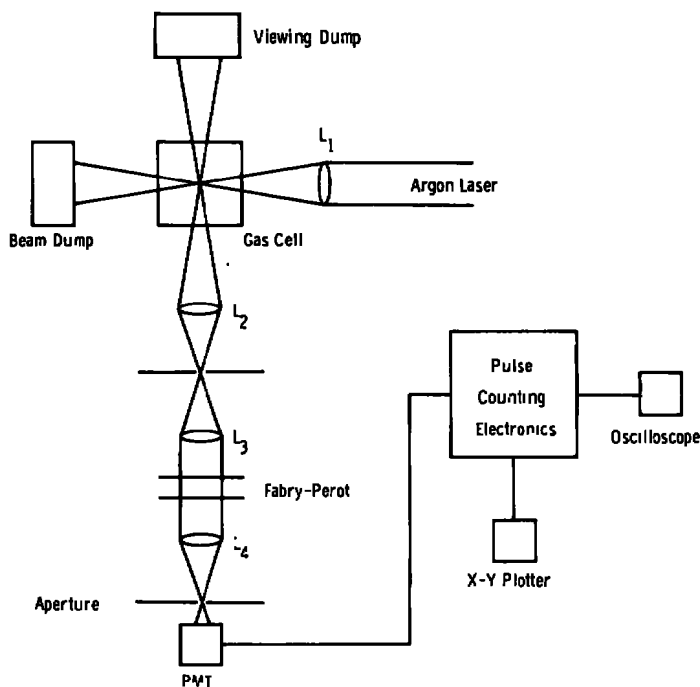 Viewing Dump
L1
Argon Laser
Beam Dump
Gas Cell
L2
Pulse
Counting
Electronics
Oscilloscope
L3
Fabry-Perot
X-Y Plotter
L4
Aperture
PMT